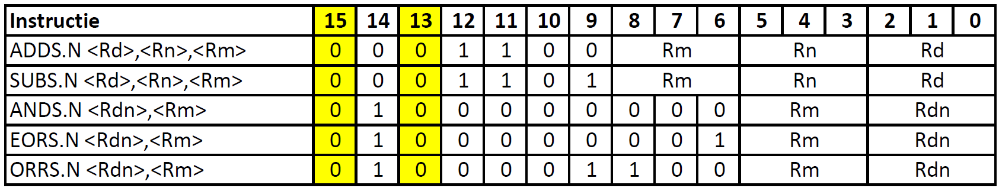 Instructie 15 14 13 12 11 10 9 8 7 6 5 4 3 2 1 0
ADDS.N <Rd>,<Rn>,<Rm> 0 0 0 1 1 0 0 Rm Rn Rd
SUBS.N <Rd>,<Rn>,<Rm> 0 0 0 1 1 0 1 Rm Rn Rd
ANDS.N <Rdn>,<Rm> 0 1 0 0 0 0 0 0 0 0 Rm Rdn
EORS.N <Rdn>,<Rm> 0 1 0 0 0 0 0 0 0 1 Rm Rdn
ORRS.N <Rdn>,<Rm> 0 1 0 0 0 0 1 1 0 0 Rm Rdn